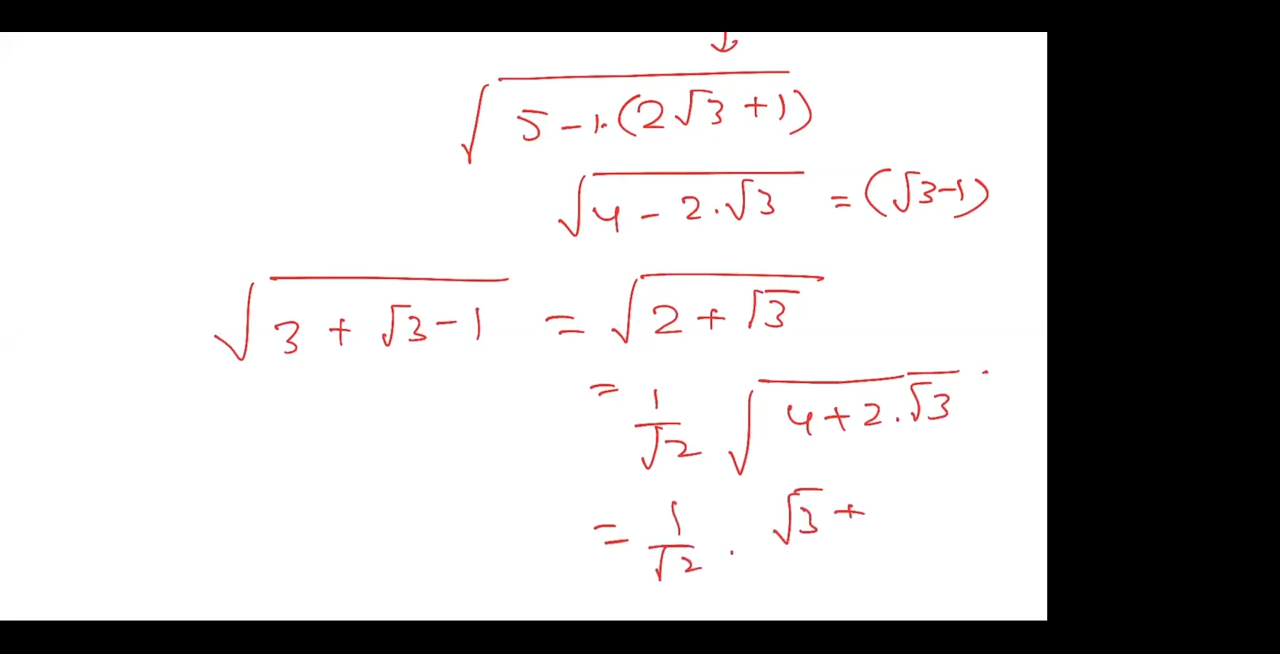 ↓
√(5-1·(2√3+1))
√(4-2·√3) = (√3-1)
√(3+√3-1) = √(2+√3)
= 1/√2 √(4+2·√3) ·
= 1/√2 · √3+